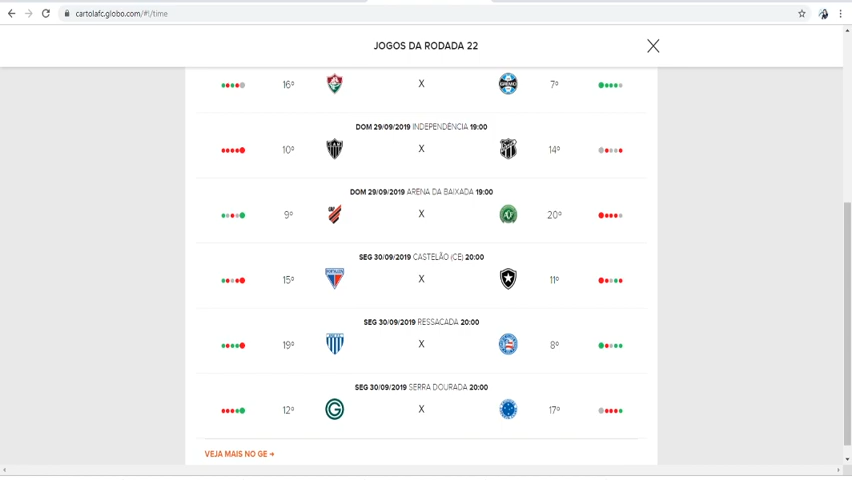 cartolafc.globo.com/#!/time
JOGOS DA RODADA 22
16º X GRÊMIO 7º
DOM 29/09/2019 INDEPENDÊNCIA 19:00
10º X 14º
DOM 29/09/2019 ARENA DA BAIXADA 19:00
9º CAP X 20º
SEG 30/09/2019 CASTELÃO (CE) 20:00
15º FORTALEZA X 11º
SEG 30/09/2019 RESSACADA 20:00
19º X 8º
SEG 30/09/2019 SERRA DOURADA 20:00
12º X 17º
VEJA MAIS NO GE